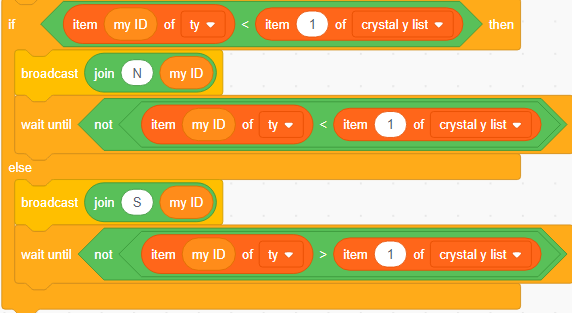 if item my ID of ty < item 1 of crystal y list then
broadcast join N my ID
wait until not item my ID of ty < item 1 of crystal y list
else
broadcast join S my ID
wait until not item my ID of ty > item 1 of crystal y list